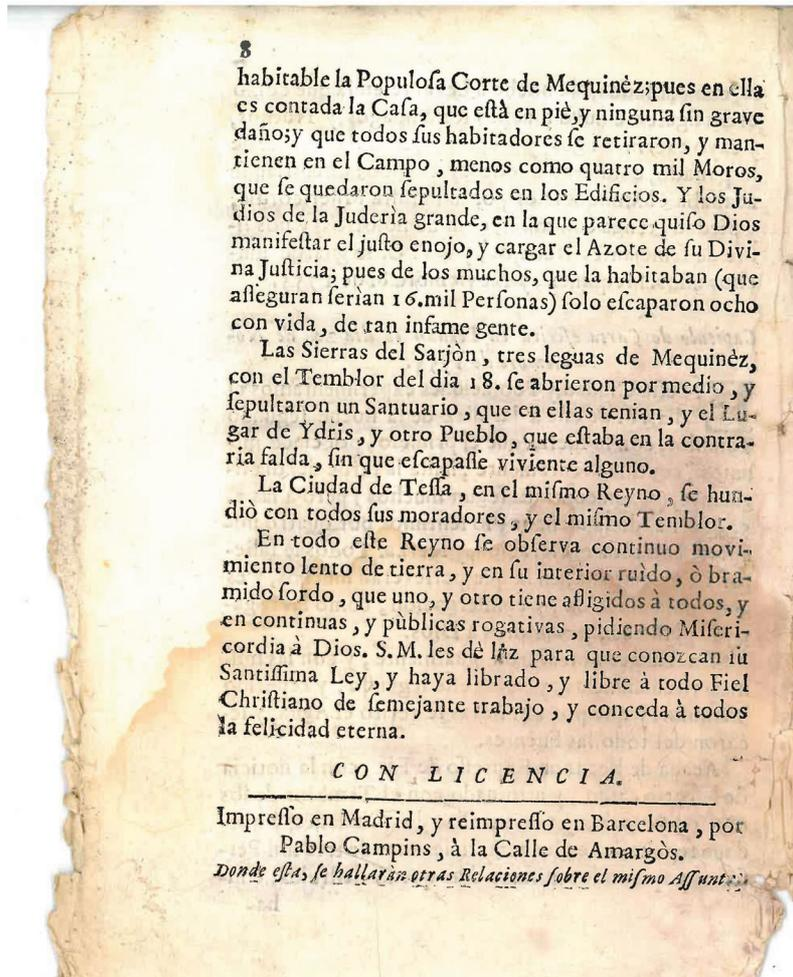 8
habitable la Populoſa Corte de Mequinèz;pues en ella
es contada la Caſa, que eſtà en piè,y ninguna ſin grave
daño;y que todos ſus habitadores ſe retiraron, y man-
tienen en el Campo , menos como quatro mil Moros,
que ſe quedaron ſepultados en los Edificios. Y los Ju-
dios de la Juderìa grande, en la que parece quiſo Dios
manifeſtar el juſto enojo, y cargar el Azote de ſu Divi-
na Juſticia; pues de los muchos, que la habitaban (que
aſſeguran ſerìan 16.mil Perſonas) ſolo eſcaparon ocho
con vida, de tan infame gente.
Las Sierras del Sarjòn , tres leguas de Mequinèz,
con el Temblor del dia 18. ſe abrieron por medio , y
ſepultaron un Santuario , que en ellas tenian , y el Lu-
gar de Ydris, y otro Pueblo, que eſtaba en la contra-
ria falda, ſin que eſcapaſſe viviente alguno.
La Ciudad de Teſſa , en el miſmo Reyno , ſe hun-
diò con todos ſus moradores , y el miſmo Temblor.
En todo eſte Reyno ſe obſerva continuo movi-
miento lento de tierra, y en ſu interior ruìdo, ò bra-
mido ſordo , que uno, y otro tiene afligidos à todos, y
en continuas , y pùblicas rogativas , pidiendo Miſeri-
cordia à Dios. S.M. les dè lùz para que conozcan ſu
Santiſſima Ley , y haya librado , y libre à todo Fiel
Chriſtiano de ſemejante trabajo , y conceda à todos
la felicidad eterna.
CON LICENCIA.
Impreſſo en Madrid, y reimpreſſo en Barcelona , por
Pablo Campins , à la Calle de Amargòs.
Donde eſta, ſe hallaràn otras Relaciones ſobre el miſmo